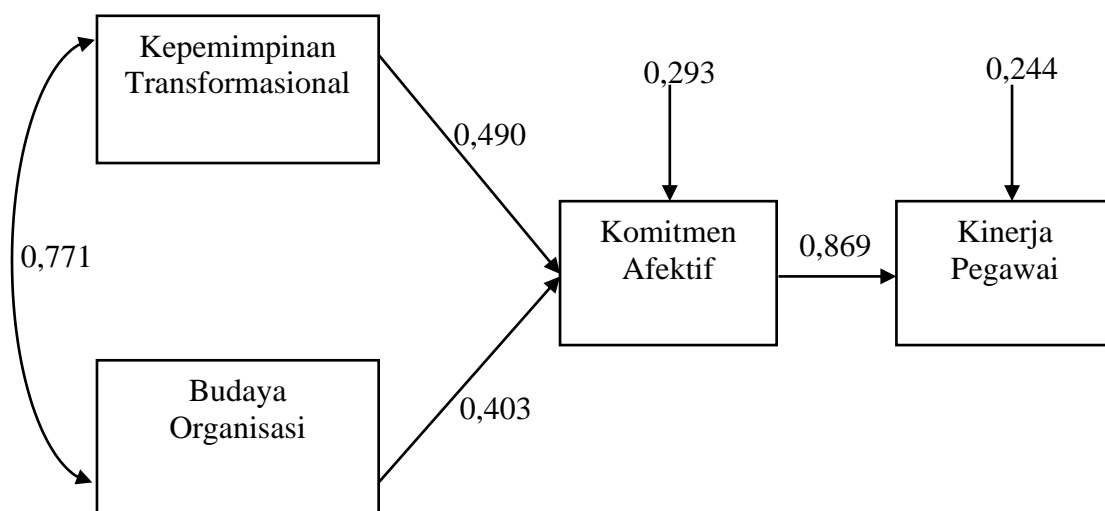 Kepemimpinan
Transformasional
0,293
0,244
0,490
Komitmen
Afektif
0,869
Kinerja
Pegawai
0,771
Budaya
Organisasi
0,403